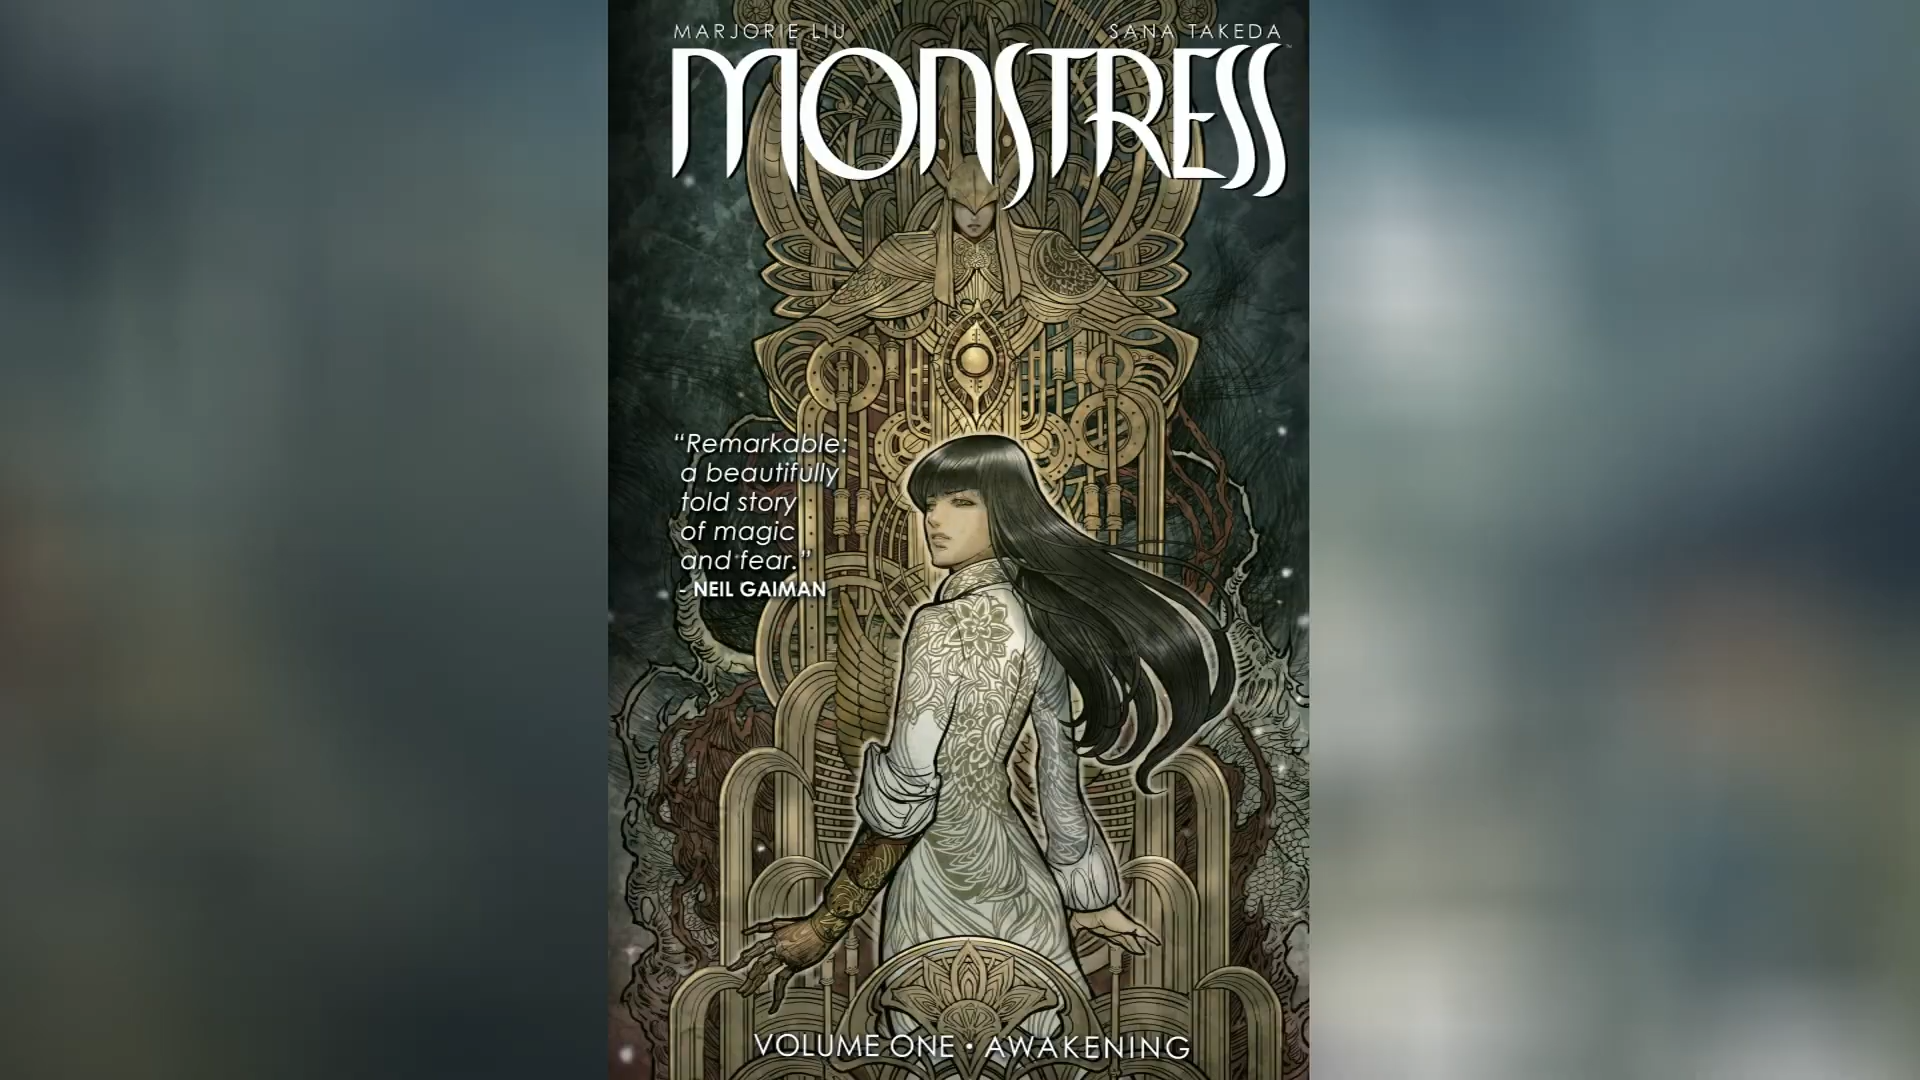 MARJORIE LIU
SANA TAKEDA
MONSTRESS
“Remarkable:
a beautifully
told story
of magic
and fear.”
- NEIL GAIMAN
VOLUME ONE • AWAKENING